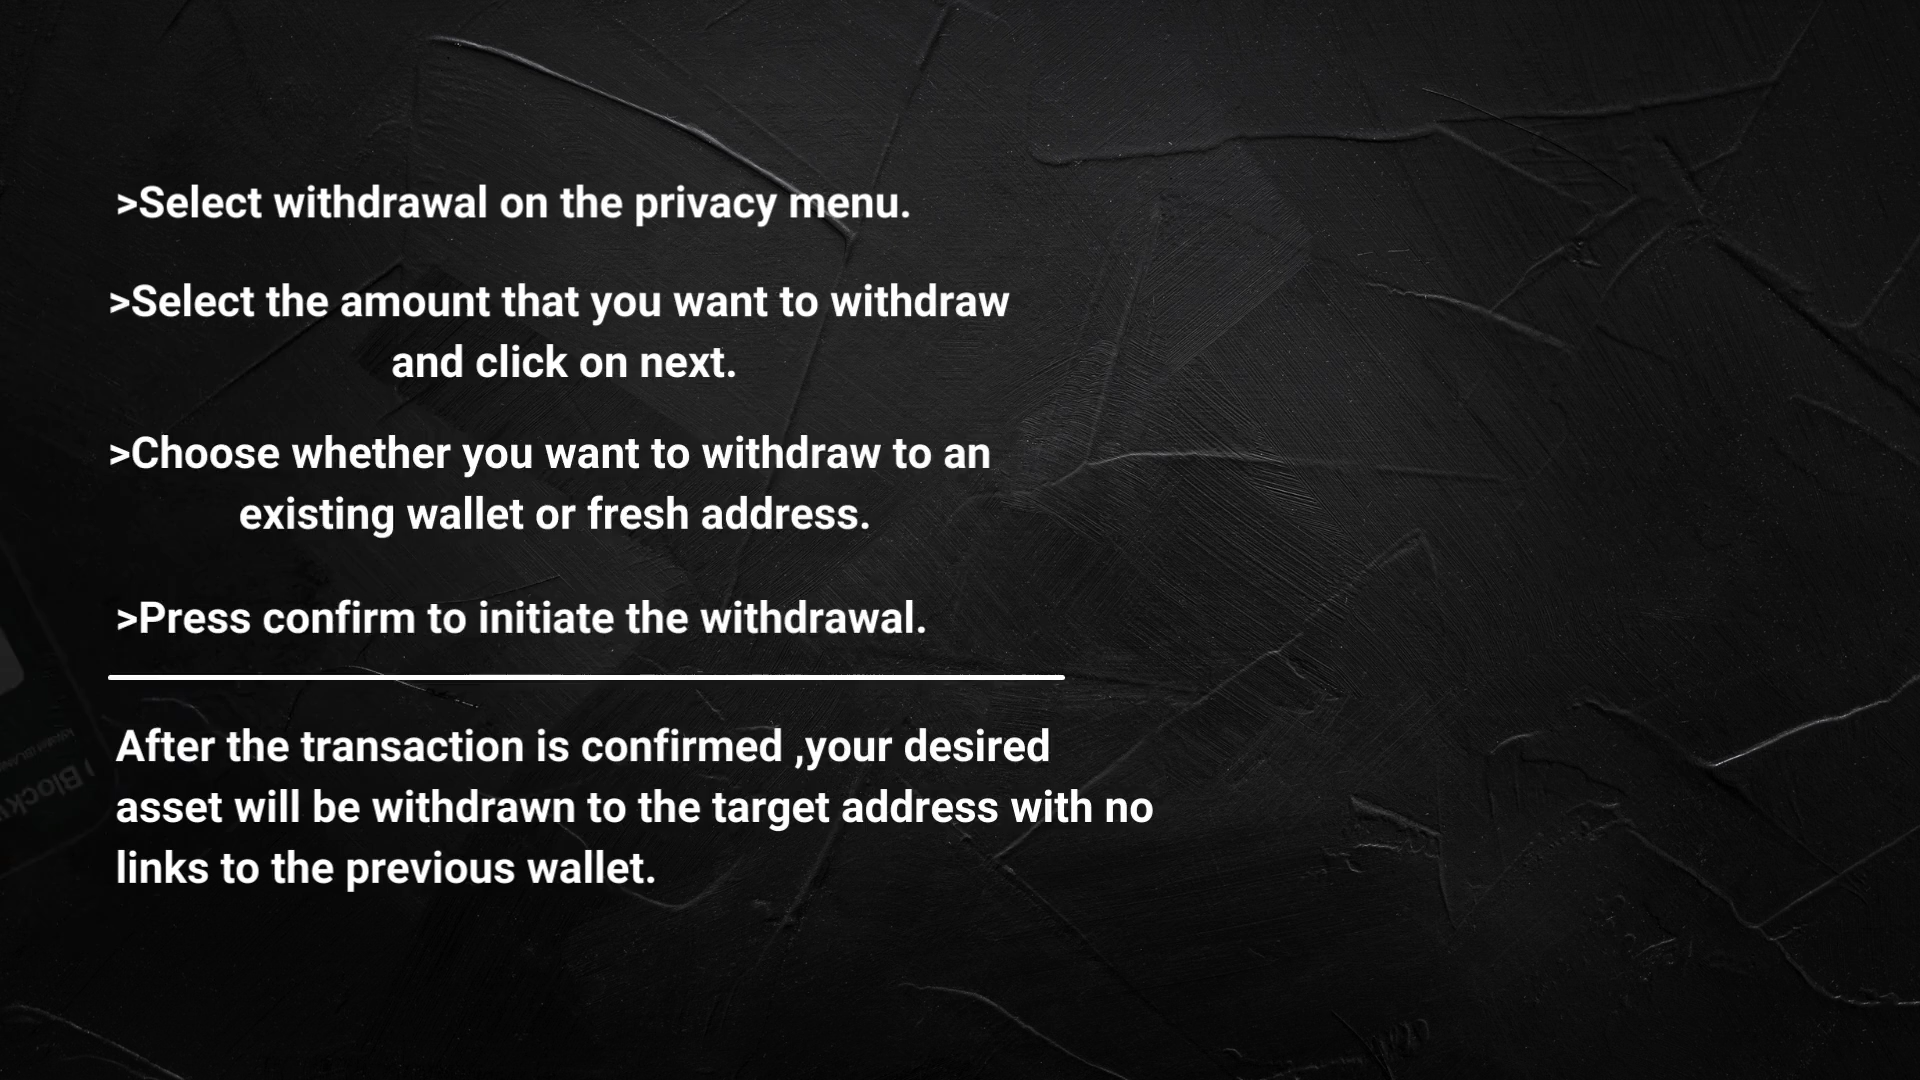 >Select withdrawal on the privacy menu.
>Select the amount that you want to withdraw
and click on next.
>Choose whether you want to withdraw to an
existing wallet or fresh address.
>Press confirm to initiate the withdrawal.
After the transaction is confirmed ,your desired
asset will be withdrawn to the target address with no
links to the previous wallet.